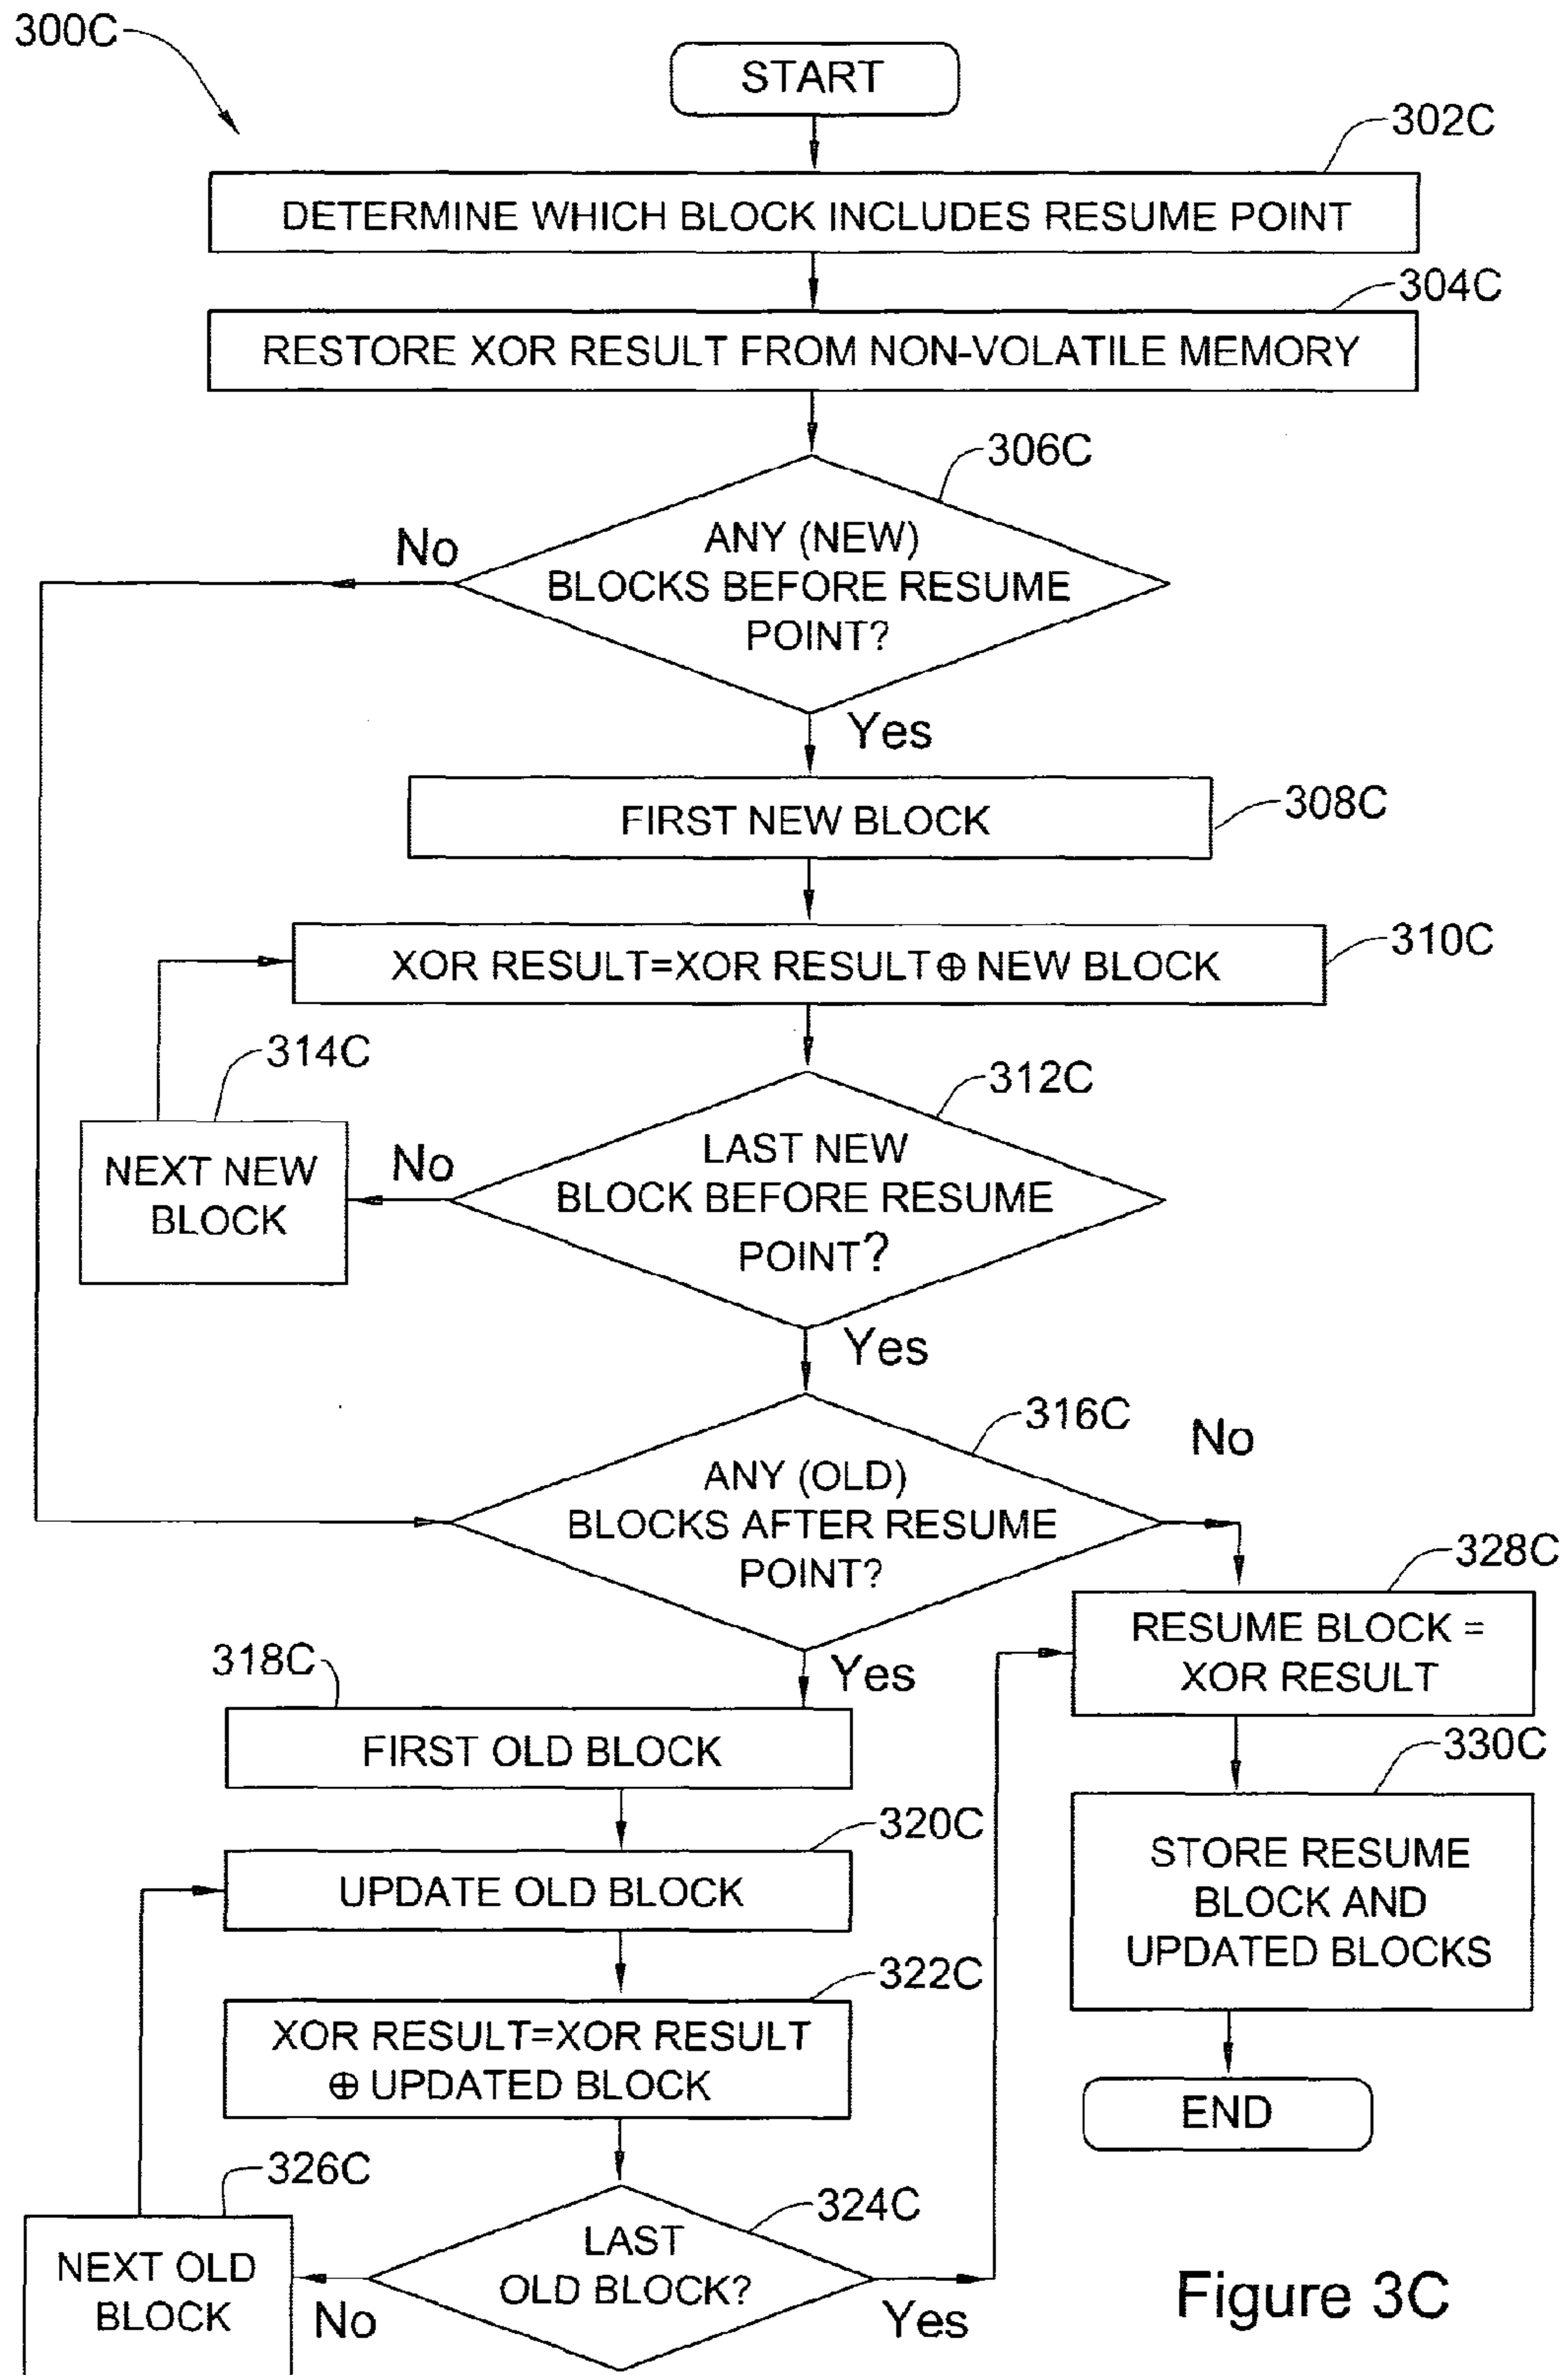 300C
START
302C
DETERMINE WHICH BLOCK INCLUDES RESUME POINT
304C
RESTORE XOR RESULT FROM NON-VOLATILE MEMORY
306C
ANY (NEW)
BLOCKS BEFORE RESUME
POINT?
No
Yes
308C
FIRST NEW BLOCK
310C
XOR RESULT=XOR RESULT⊕ NEW BLOCK
314C
312C
NEXT NEW
BLOCK
No
LAST NEW
BLOCK BEFORE RESUME
POINT?
Yes
316C
No
ANY (OLD)
BLOCKS AFTER RESUME
POINT?
328C
RESUME BLOCK =
XOR RESULT
318C
Yes
FIRST OLD BLOCK
330C
STORE RESUME
BLOCK AND
UPDATED BLOCKS
320C
UPDATE OLD BLOCK
322C
XOR RESULT=XOR RESULT
⊕ UPDATED BLOCK
END
326C
324C
NEXT OLD
BLOCK
No
LAST
OLD BLOCK?
Yes
Figure 3C